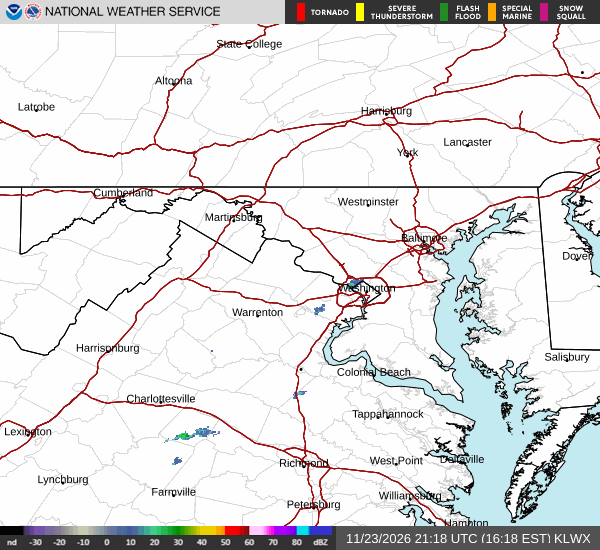 NATIONAL WEATHER SERVICE
TORNADO
SEVERE THUNDERSTORM
FLASH FLOOD
SPECIAL MARINE
SNOW SQUALL
State College
Altoona
Latrobe
Harrisburg
Lancaster
York
Cumberland
Martinsburg
Westminster
Baltimore
Dover
Washington
Warrenton
Harrisonburg
Salisbury
Colonial Beach
Charlottesville
Tappahannock
Lexington
Richmond
West Point
Deltaville
Lynchburg
Farmville
Petersburg
Williamsburg
Hampton
nd -30 -20 -10 0 10 20 30 40 50 60 70 80 dBZ
11/23/2026 21:18 UTC (16:18 EST) KLWX